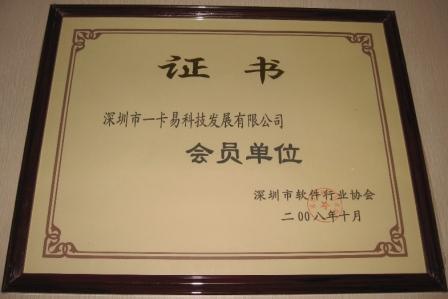 证 书
深圳市一卡易科技发展有限公司
会员单位
深圳市软件行业协会
二00八年十月